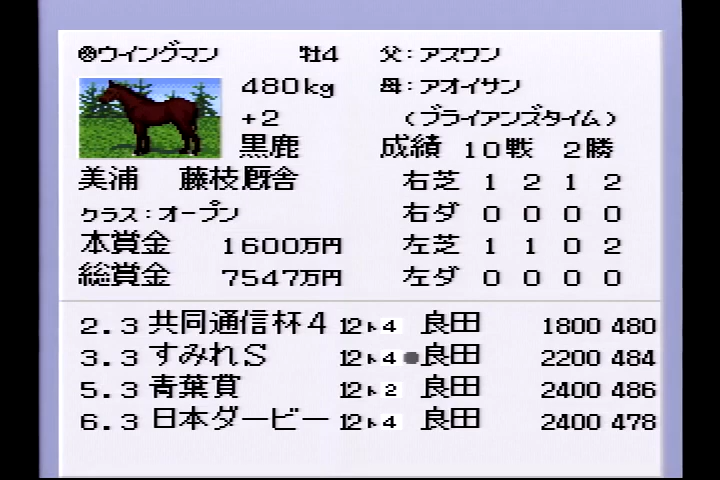 ウイングマン 牡4 父:アスワン
480kg 母:アオイサン
+2 (ブライアンズタイム)
黒鹿 成績 10戦 2勝
美浦 藤枝厩舎 右芝 1 2 1 2
クラス:オープン 右ダ 0 0 0 0
本賞金 1600万円 左芝 1 1 0 2
総賞金 7547万円 左ダ 0 0 0 0
2.3 共同通信杯4 12ト4 良田 1800 480
3.3 すみれS 12ト4 ●良田 2200 484
5.3 青葉賞 12ト2 良田 2400 486
6.3 日本ダービー 12ト4 良田 2400 478